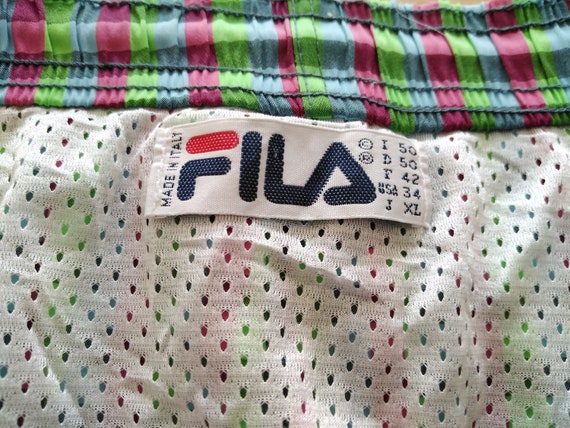 MADE IN ITALY
FILA
© I 50
® D 50
F 42
USA 34
J XL